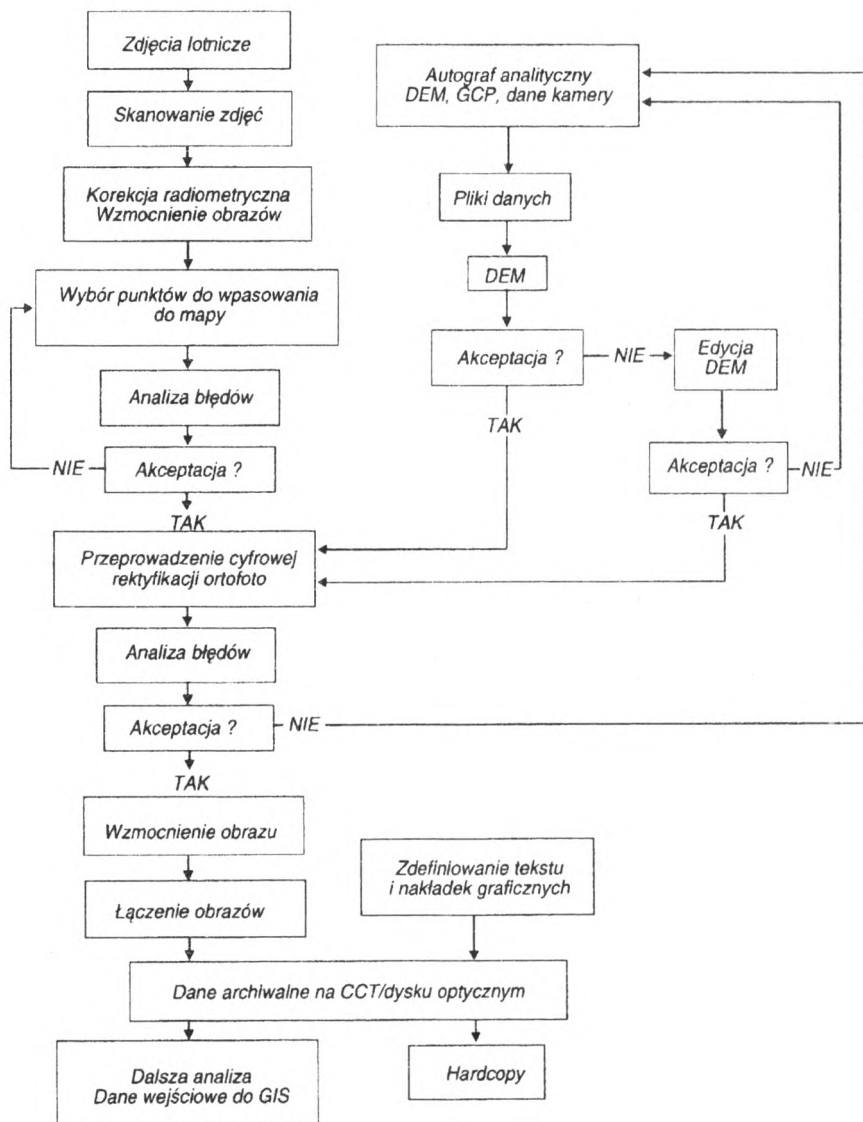 Zdjęcia lotnicze
Skanowanie zdjęć
Korekcja radiometryczna
Wzmocnienie obrazów
Wybór punktów do wpasowania
do mapy
Analiza błędów
NIE
Akceptacja ?
TAK
Autograf analityczny
DEM, GCP, dane kamery
Pliki danych
DEM
Akceptacja ?
NIE
Edycja
DEM
TAK
Akceptacja ?
NIE
TAK
Przeprowadzenie cyfrowej
rektyfikacji ortofoto
Analiza błędów
Akceptacja ?
NIE
TAK
Wzmocnienie obrazu
Łączenie obrazów
Zdefiniowanie tekstu
i nakładek graficznych
Dane archiwalne na CCT/dysku optycznym
Dalsza analiza
Dane wejściowe do GIS
Hardcopy